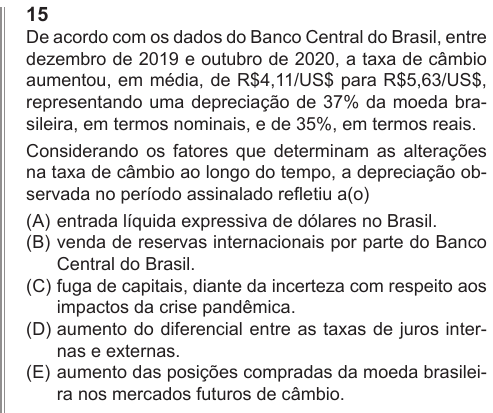 15
De acordo com os dados do Banco Central do Brasil, entre
dezembro de 2019 e outubro de 2020, a taxa de câmbio
aumentou, em média, de R$4,11/US$ para R$5,63/US$,
representando uma depreciação de 37% da moeda bra-
sileira, em termos nominais, e de 35%, em termos reais.
Considerando os fatores que determinam as alterações
na taxa de câmbio ao longo do tempo, a depreciação ob-
servada no período assinalado refletiu a(o)
(A) entrada líquida expressiva de dólares no Brasil.
(B) venda de reservas internacionais por parte do Banco
Central do Brasil.
(C) fuga de capitais, diante da incerteza com respeito aos
impactos da crise pandêmica.
(D) aumento do diferencial entre as taxas de juros inter-
nas e externas.
(E) aumento das posições compradas da moeda brasilei-
ra nos mercados futuros de câmbio.